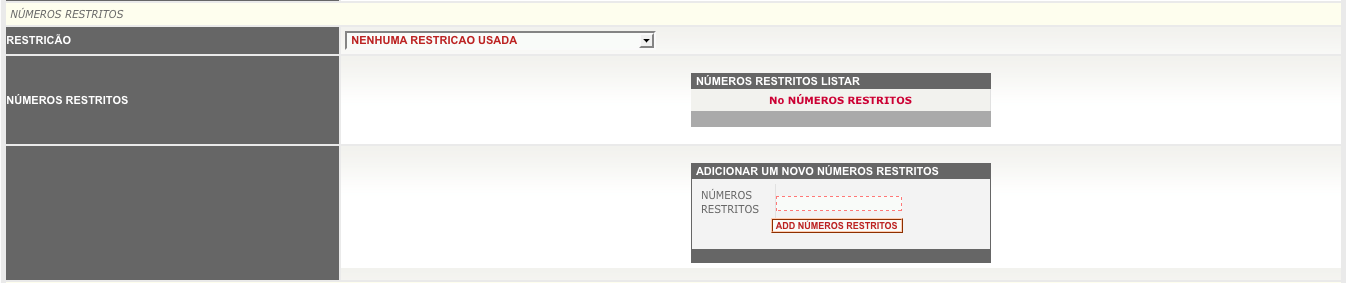 NÚMEROS RESTRITOS
RESTRICÃO
NENHUMA RESTRICAO USADA
NÚMEROS RESTRITOS
NÚMEROS RESTRITOS LISTAR
No NÚMEROS RESTRITOS
ADICIONAR UM NOVO NÚMEROS RESTRITOS
NÚMEROS
RESTRITOS
ADD NÚMEROS RESTRITOS